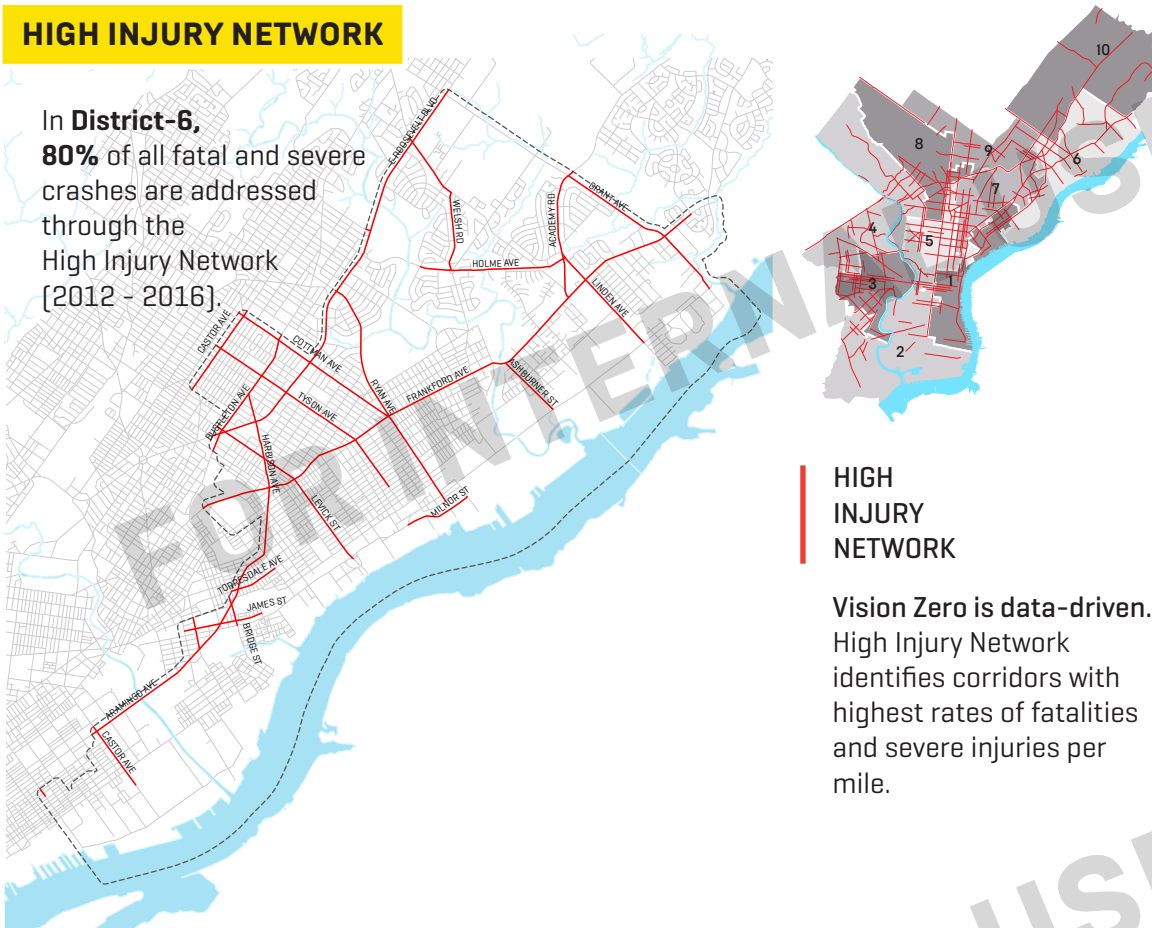 HIGH INJURY NETWORK
In District-6,
80% of all fatal and severe
crashes are addressed
through the
High Injury Network
[2012 - 2016].
E ROOSEVELT BLVD
WELSH RD
ACADEMY RD
GRANT AVE
HOLME AVE
LINDEN AVE
CASTOR AVE
COTTMAN AVE
RYAN AVE
FRANKFORD AVE
ASHBURNER ST
TYSON AVE
BUSTLETON AVE
HARBISON AVE
LEVICK ST
MILNOR ST
TORRESDALE AVE
JAMES ST
BRIDGE ST
ARAMINGO AVE
CASTOR AVE
10
8
9
6
7
4
5
3
1
2
HIGH
INJURY
NETWORK
Vision Zero is data-driven.
High Injury Network
identifies corridors with
highest rates of fatalities
and severe injuries per
mile.
FOR INTERNA
US